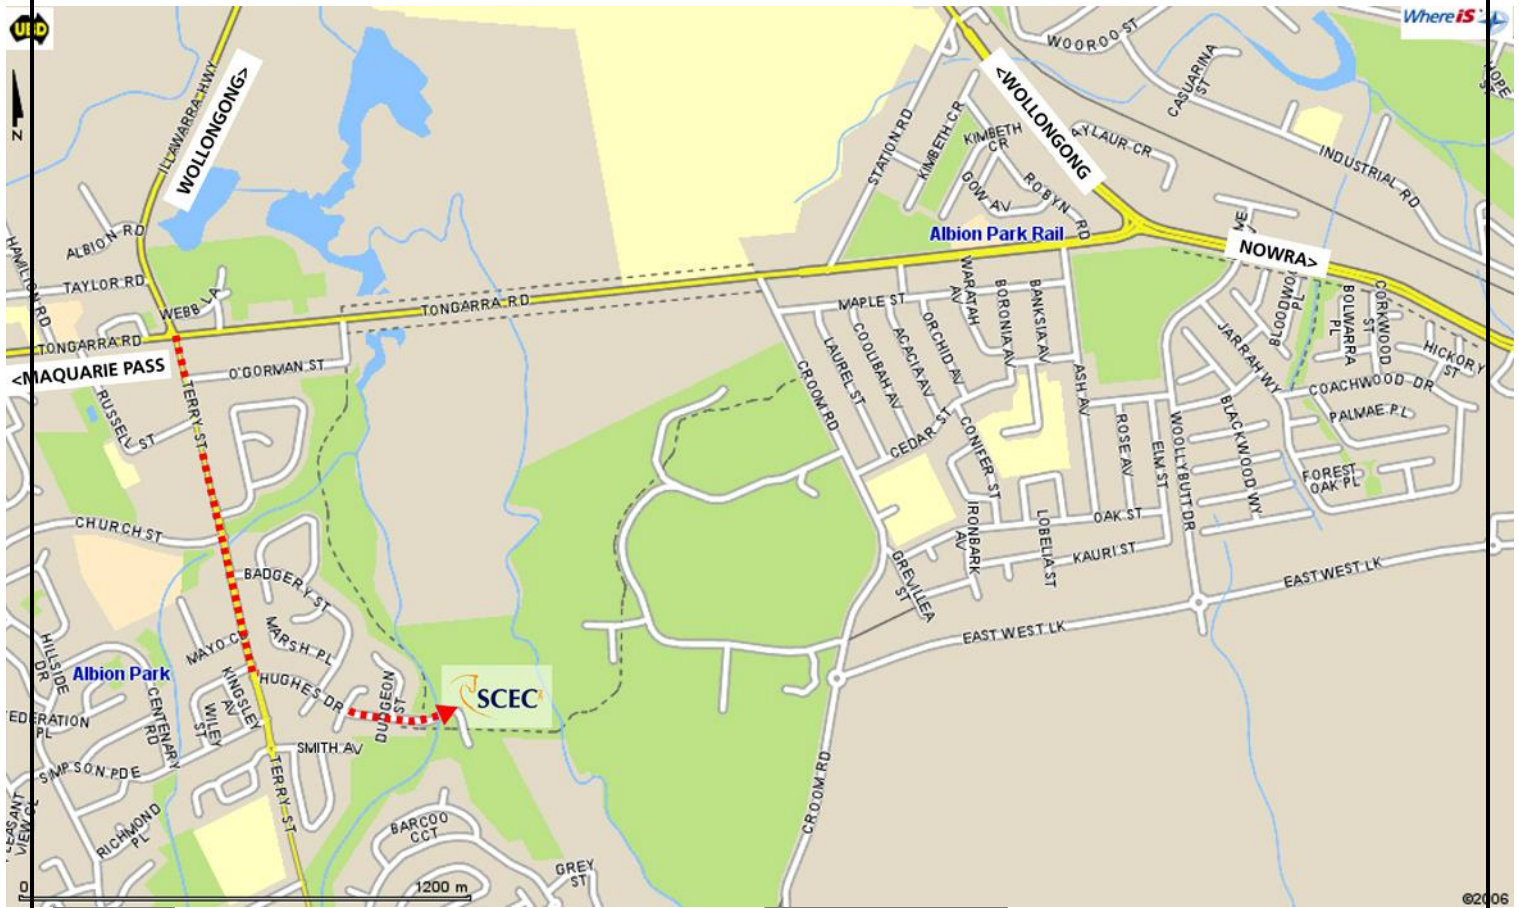 UBD
Whereis
WOOROO ST
HOPE ST
CASUARINA
ST
<WOLLONGONG
ILLAWARRA HWY
WOLLONGONG>
N
STATION RD
KIMBETH CR
KIMBETH
CR
AYLAUR CR
INDUSTRIAL RD
GOW AV
ROBYN RD
ALBION RD
HAMILTON RD
Albion Park Rail
NOWRA>
TAYLOR RD
WEBB LA
TONGARRA RD
MAPLE ST
WARATAH
AV
BORONIA AV
BANKSIA AV
BLOODWOOD
PL
BOLWARRA
PL
CORKWOOD
ST
TONGARRA RD
<MAQUARIE PASS
O'GORMAN ST
RUSSELL ST
TERRY ST
CROOM RD
LAUREL ST
COOLIBAH AV
ACACIA AV
ORCHID AV
JARRAH WY
HICKORY
ST
COACHWOOD DR
PALMAE PL
ASH AV
CEDAR ST
CONIFER ST
ROSE AV
ELM ST
WOOLLYBUTT DR
BLACKWOOD WY
FOREST
OAK PL
CHURCH ST
OAK ST
IRONBARK
AV
LOBELIA ST
KAURI ST
GREVILLEA
ST
EAST WEST LK
EAST WEST LK
BADGERY ST
MARSH PL
MAYO CR
HILLSIDE
DR
Albion Park
KINGSLEY
AV
HUGHES DR
DUDGEON
ST
SCEC
FEDERATION
PL
CENTENARY
RD
WILEY
ST
SMITH AV
SIMPSON PDE
TERRY ST
PLEASANT
VIEW CL
RICHMOND
PL
BARCOO
CCT
GREY
ST
CROOM RD
0 1200 m
©2006